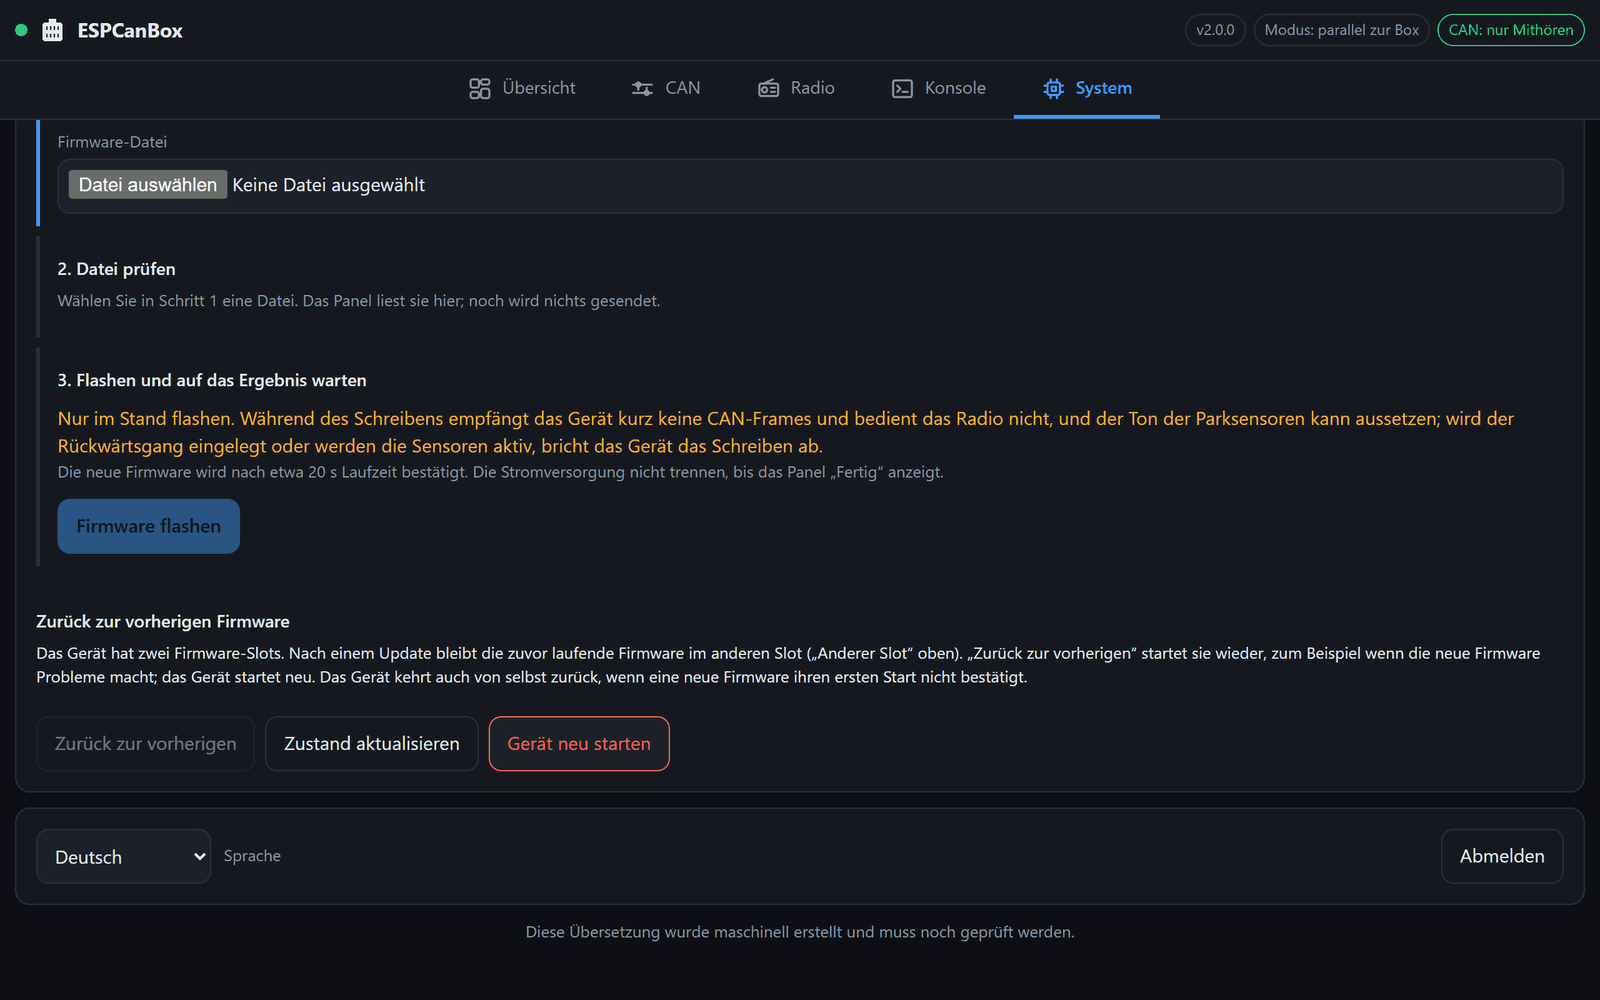 ESPCanBox
v2.0.0
Modus: parallel zur Box
CAN: nur Mithören
Übersicht
CAN
Radio
Konsole
System
Firmware-Datei
Datei auswählen Keine Datei ausgewählt
2. Datei prüfen
Wählen Sie in Schritt 1 eine Datei. Das Panel liest sie hier; noch wird nichts gesendet.
3. Flashen und auf das Ergebnis warten
Nur im Stand flashen. Während des Schreibens empfängt das Gerät kurz keine CAN-Frames und bedient das Radio nicht, und der Ton der Parksensoren kann aussetzen; wird der
Rückwärtsgang eingelegt oder werden die Sensoren aktiv, bricht das Gerät das Schreiben ab.
Die neue Firmware wird nach etwa 20 s Laufzeit bestätigt. Die Stromversorgung nicht trennen, bis das Panel „Fertig“ anzeigt.
Firmware flashen
Zurück zur vorherigen Firmware
Das Gerät hat zwei Firmware-Slots. Nach einem Update bleibt die zuvor laufende Firmware im anderen Slot („Anderer Slot“ oben). „Zurück zur vorherigen“ startet sie wieder, zum Beispiel wenn die neue Firmware
Probleme macht; das Gerät startet neu. Das Gerät kehrt auch von selbst zurück, wenn eine neue Firmware ihren ersten Start nicht bestätigt.
Zurück zur vorherigen
Zustand aktualisieren
Gerät neu starten
Deutsch
Sprache
Abmelden
Diese Übersetzung wurde maschinell erstellt und muss noch geprüft werden.